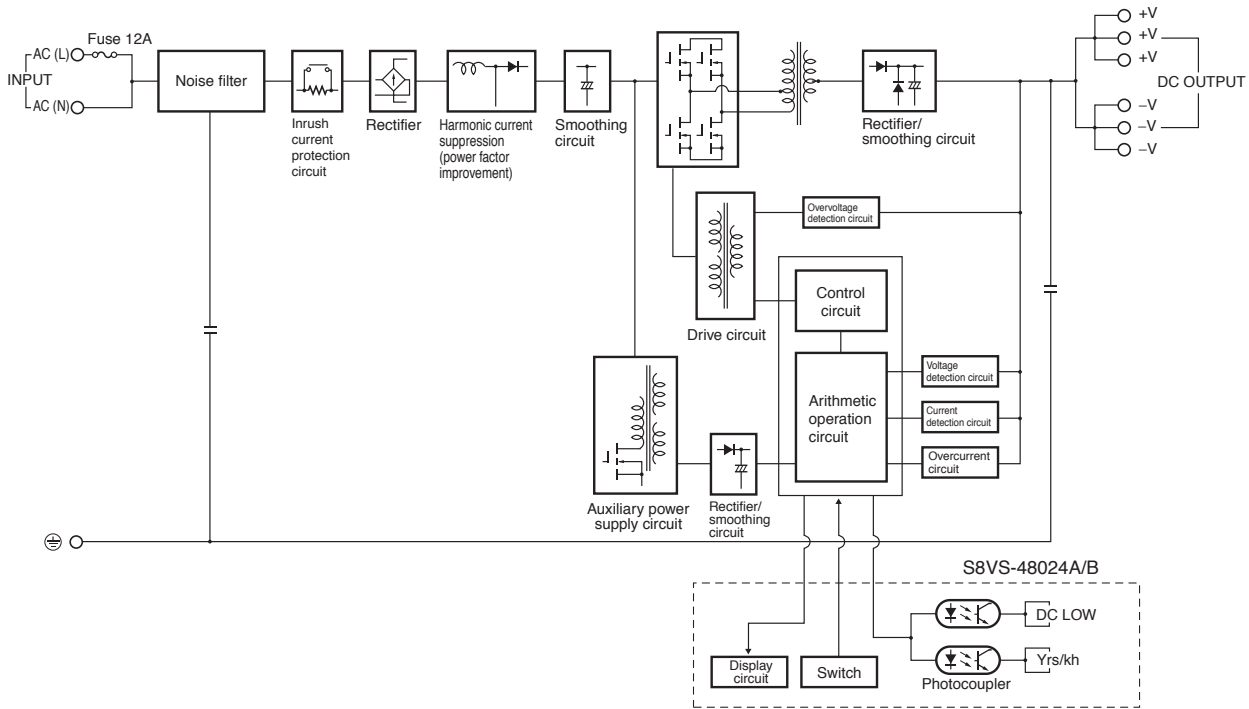 Fuse 12A
AC (L)
INPUT
AC (N)
Noise filter
Inrush
current
protection
circuit
Rectifier
Harmonic current
suppression
(power factor
improvement)
Smoothing
circuit
Rectifier/
smoothing circuit
+V
+V
+V
DC OUTPUT
–V
–V
–V
Overvoltage
detection circuit
Drive circuit
Control
circuit
Arithmetic
operation
circuit
Voltage
detection circuit
Current
detection circuit
Overcurrent
circuit
Auxiliary power
supply circuit
Rectifier/
smoothing
circuit
S8VS-48024A/B
Display
circuit
Switch
Photocoupler
DC LOW
Yrs/kh